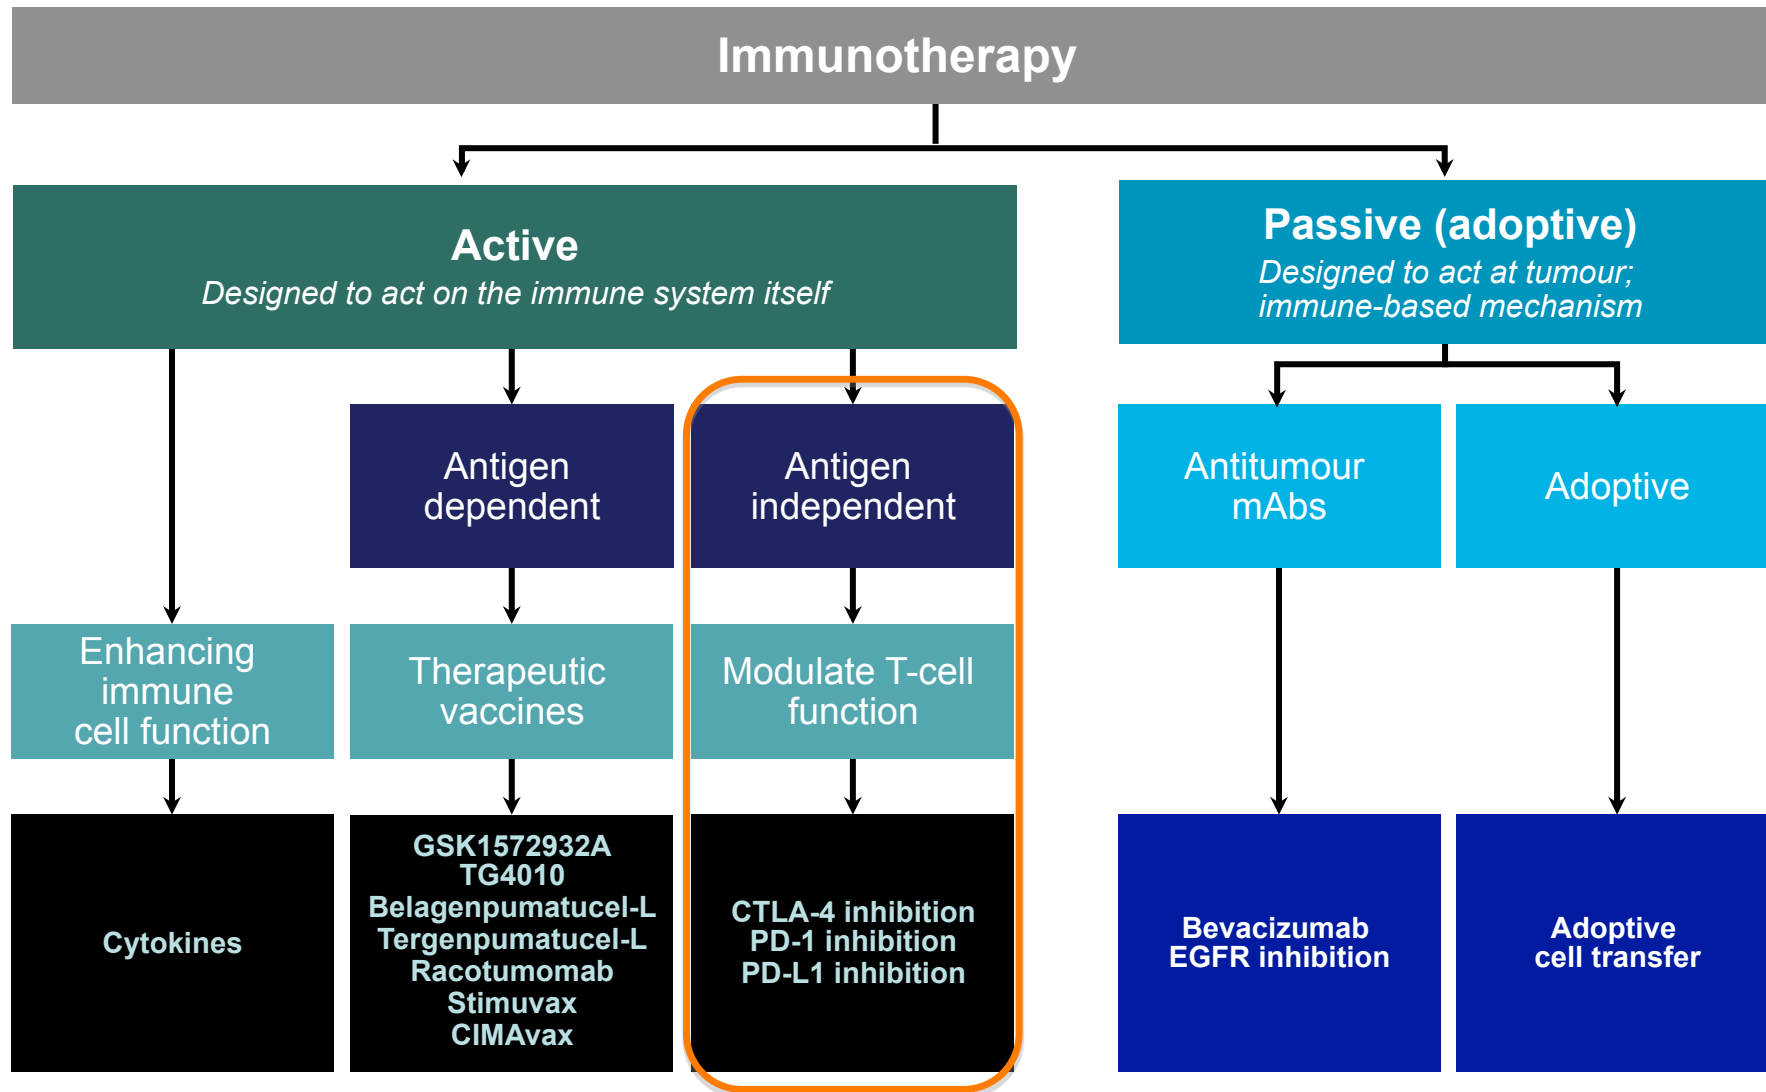 Immunotherapy
Active
Designed to act on the immune system itself
Passive (adoptive)
Designed to act at tumour;
immune-based mechanism
Antigen
dependent
Antigen
independent
Antitumour
mAbs
Adoptive
Enhancing
immune
cell function
Therapeutic
vaccines
Modulate T-cell
function
Cytokines
GSK1572932A
TG4010
Belagenpumatucel-L
Tergenpumatucel-L
Racotumomab
Stimuvax
CIMAvax
CTLA-4 inhibition
PD-1 inhibition
PD-L1 inhibition
Bevacizumab
EGFR inhibition
Adoptive
cell transfer